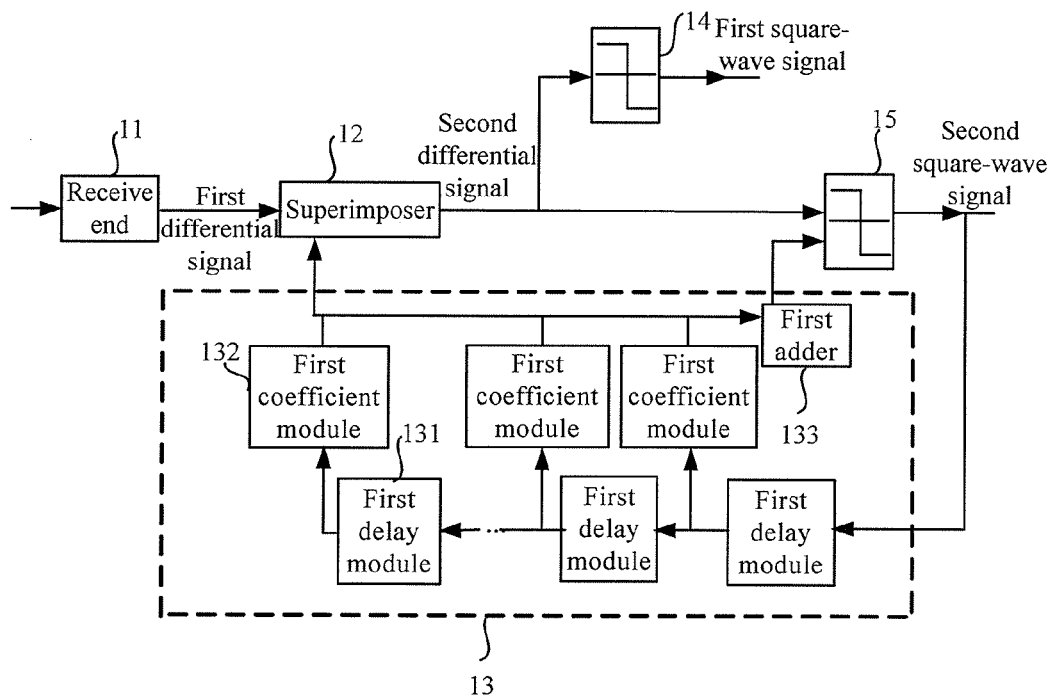 14
First square-
wave signal
11
12
Second
differential
signal
15
Second
square-wave
signal
Receive
end
First
differential
signal
Superimposer
First
adder
132
First
coefficient
module
First
coefficient
module
First
coefficient
module
133
131
First
delay
module
...
First
delay
module
First
delay
module
13